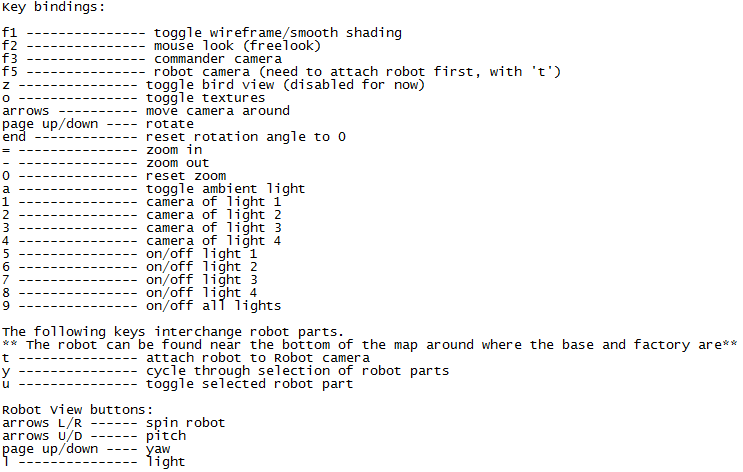 Key bindings:

f1 --------------- toggle wireframe/smooth shading
f2 --------------- mouse look (freelook)
f3 --------------- commander camera
f5 --------------- robot camera (need to attach robot first, with 't')
z --------------- toggle bird view (disabled for now)
o --------------- toggle textures
arrows ---------- move camera around
page up/down ---- rotate
end ------------- reset rotation angle to 0
= --------------- zoom in
- --------------- zoom out
0 --------------- reset zoom
a --------------- toggle ambient light
1 --------------- camera of light 1
2 --------------- camera of light 2
3 --------------- camera of light 3
4 --------------- camera of light 4
5 --------------- on/off light 1
6 --------------- on/off light 2
7 --------------- on/off light 3
8 --------------- on/off light 4
9 --------------- on/off all lights

The following keys interchange robot parts.
** The robot can be found near the bottom of the map around where the base and factory are**
t --------------- attach robot to Robot camera
y --------------- cycle through selection of robot parts
u --------------- toggle selected robot part

Robot View buttons:
arrows L/R ------ spin robot
arrows U/D ------ pitch
page up/down ---- yaw
l --------------- light